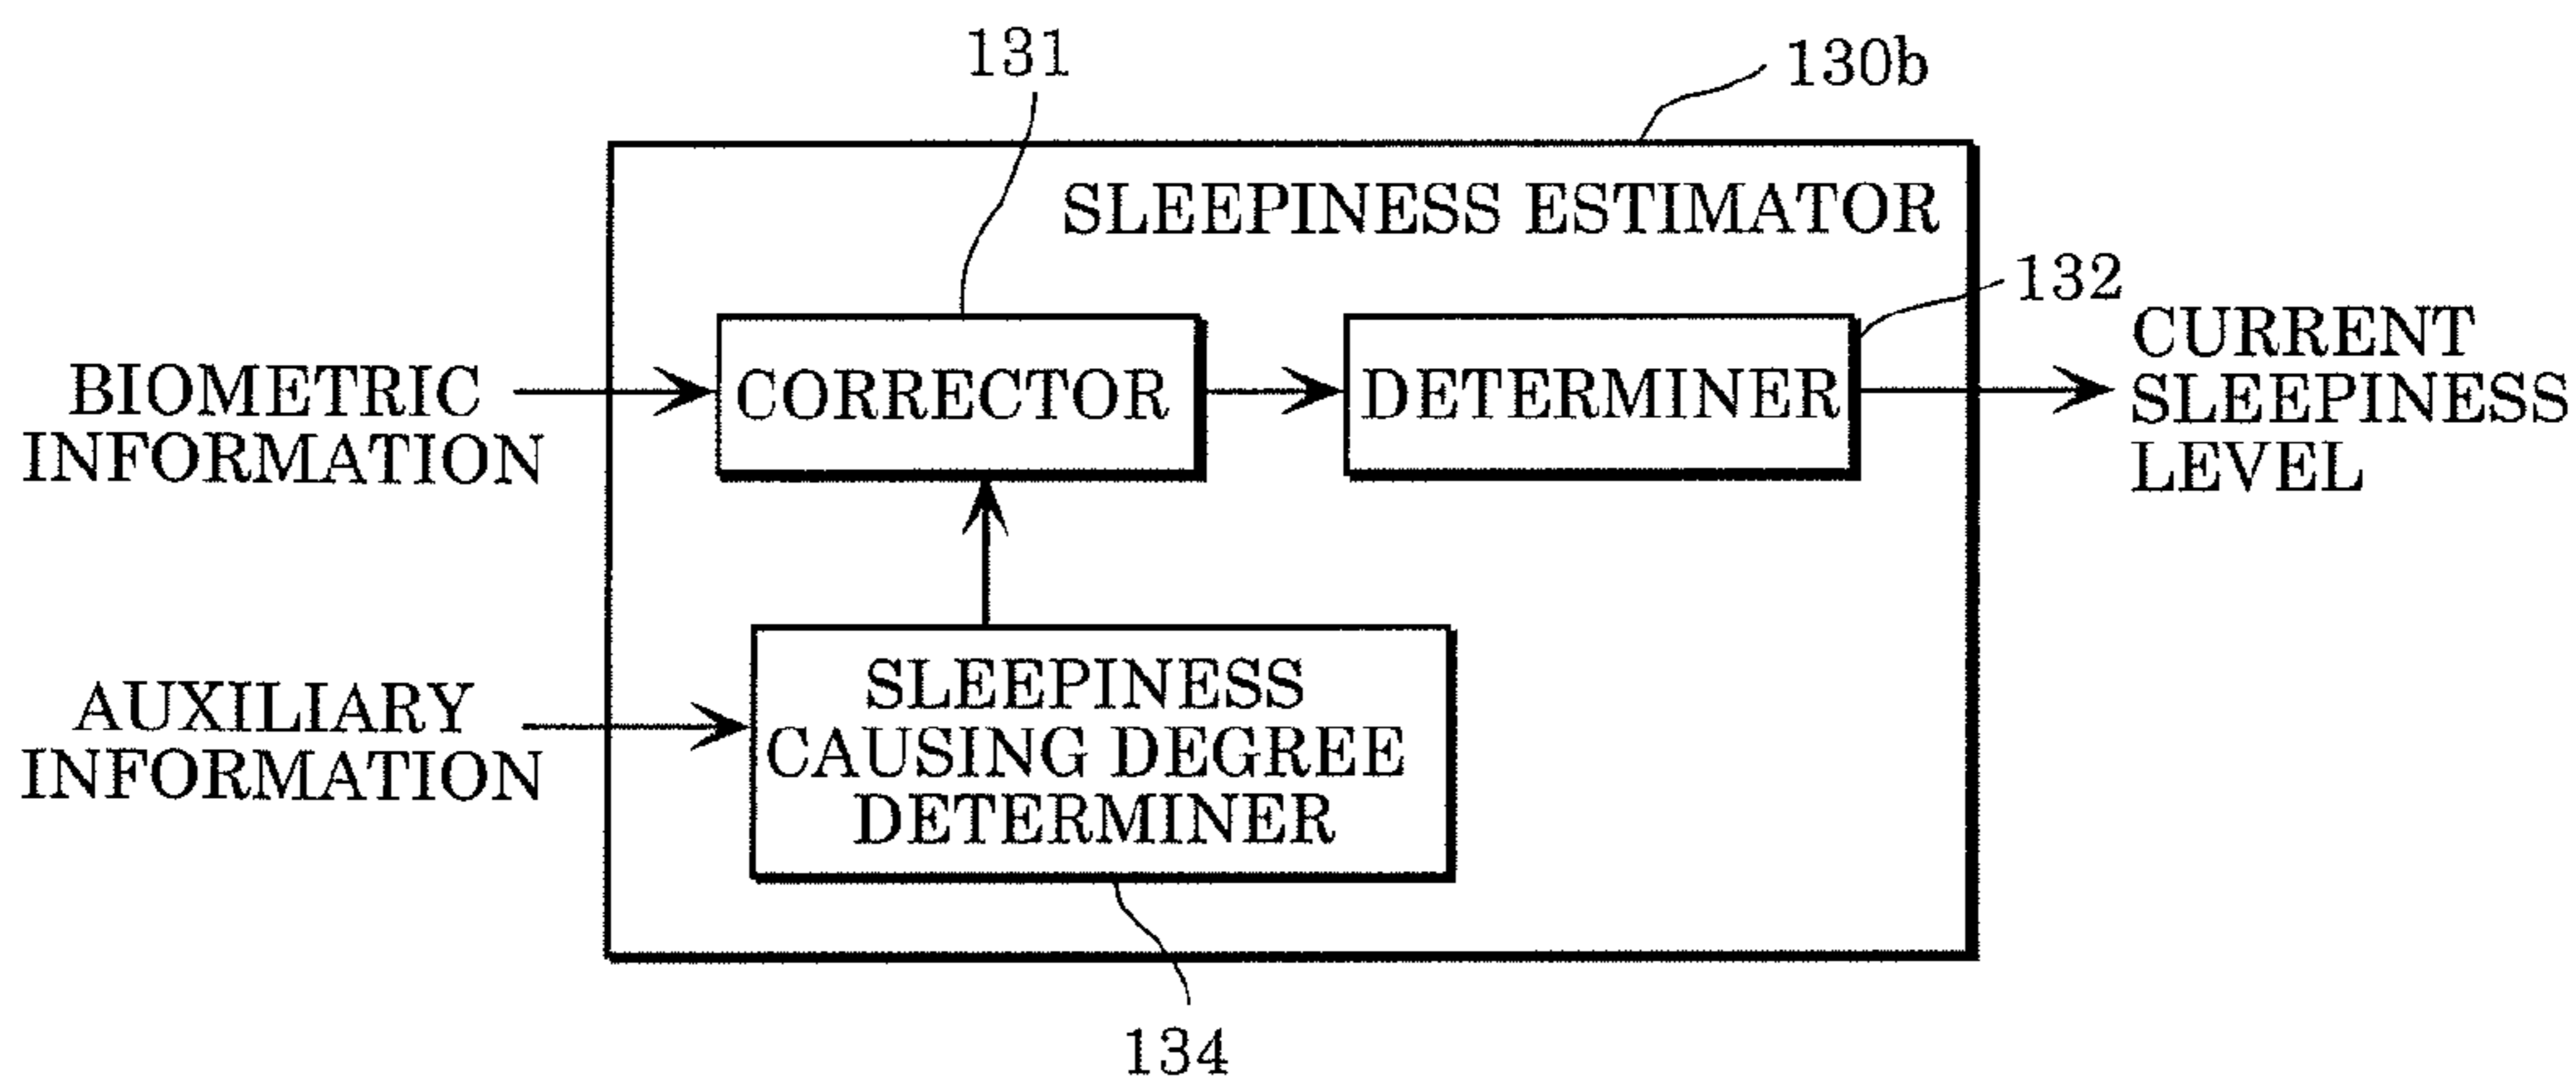 131
130b
SLEEPINESS ESTIMATOR
132
BIOMETRIC
INFORMATION
CORRECTOR
DETERMINER
CURRENT
SLEEPINESS
LEVEL
AUXILIARY
INFORMATION
SLEEPINESS
CAUSING DEGREE
DETERMINER
134